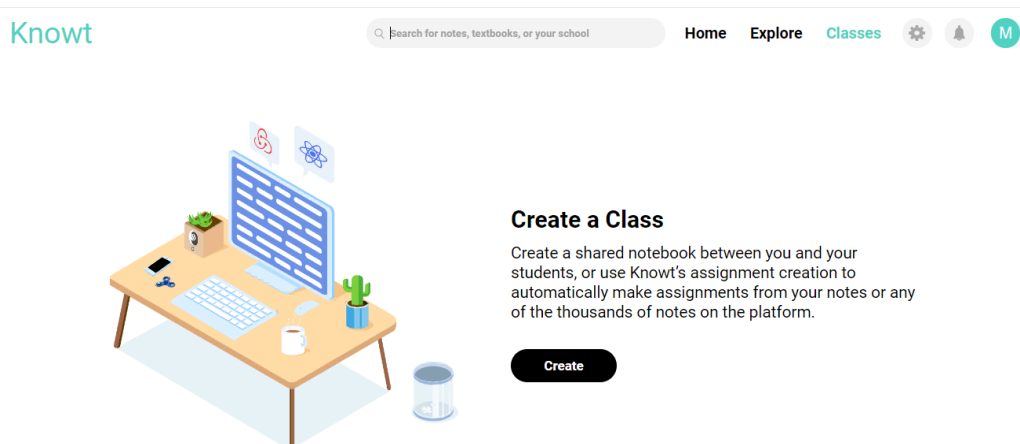 Knowt
Search for notes, textbooks, or your school
Home
Explore
Classes
M
Create a Class
Create a shared notebook between you and your
students, or use Knowt's assignment creation to
automatically make assignments from your notes or any
of the thousands of notes on the platform.
Create